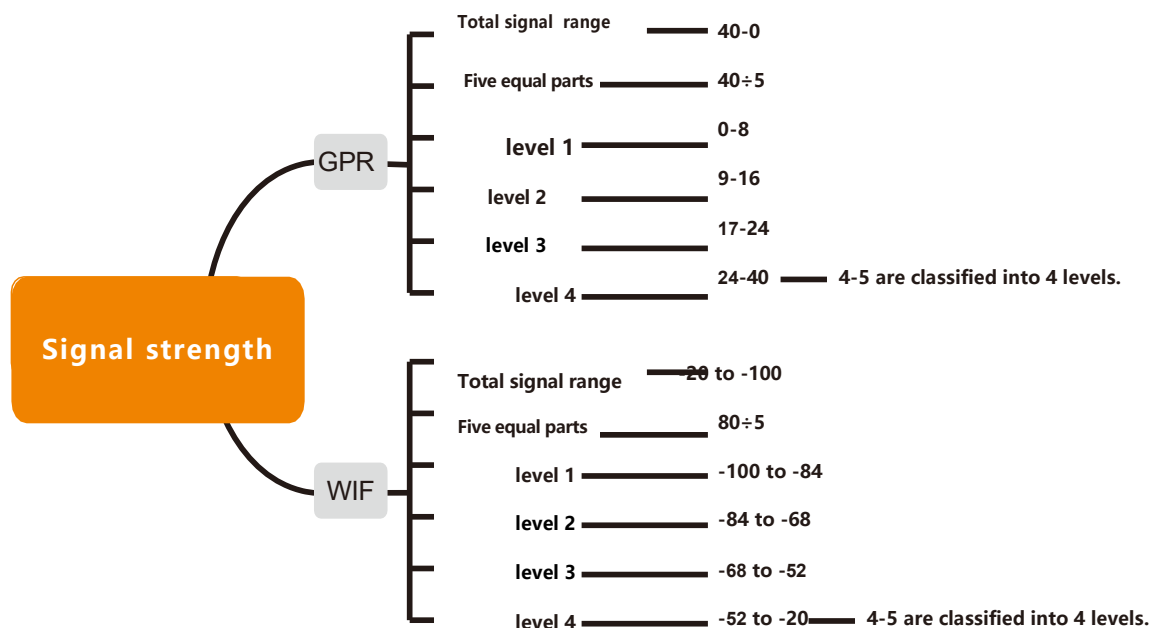 Signal strength
GPR
Total signal range 40-0
Five equal parts 40÷5
level 1 0-8
level 2 9-16
level 3 17-24
level 4 24-40 4-5 are classified into 4 levels.
WIF
Total signal range -20 to -100
Five equal parts 80÷5
level 1 -100 to -84
level 2 -84 to -68
level 3 -68 to -52
level 4 -52 to -20 4-5 are classified into 4 levels.